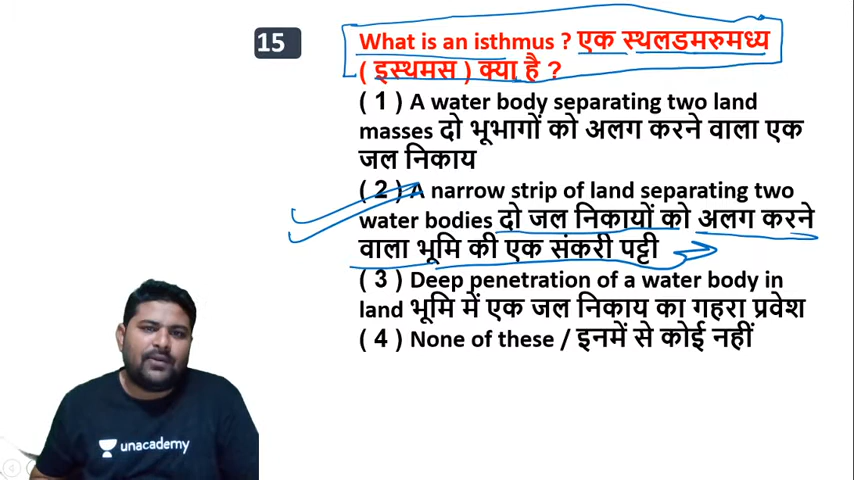 15
What is an isthmus ? एक स्थलडमरुमध्य
( इस्थमस ) क्या है ?
( 1 ) A water body separating two land
masses दो भूभागों को अलग करने वाला एक
जल निकाय
( 2 ) A narrow strip of land separating two
water bodies दो जल निकायों को अलग करने
वाला भूमि की एक संकरी पट्टी
( 3 ) Deep penetration of a water body in
land भूमि में एक जल निकाय का गहरा प्रवेश
( 4 ) None of these / इनमें से कोई नहीं
unacademy